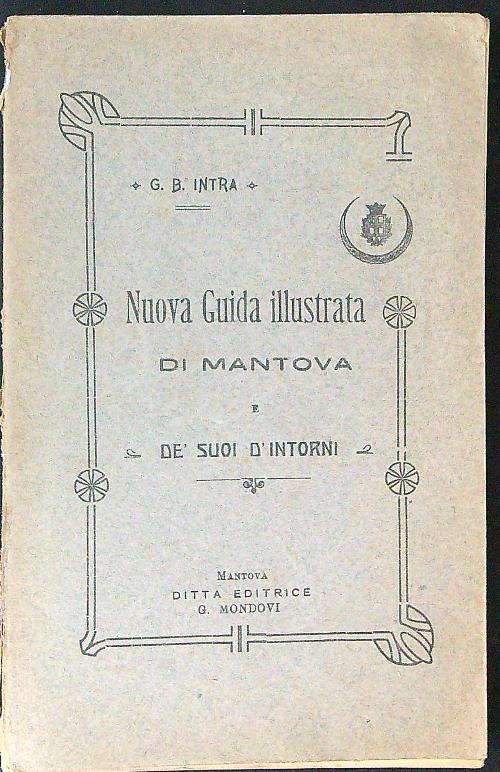 G. B. INTRA
Nuova Guida illustrata
DI MANTOVA
E
DE' SUOI D'INTORNI
MANTOVA
DITTA EDITRICE
G. MONDOVI